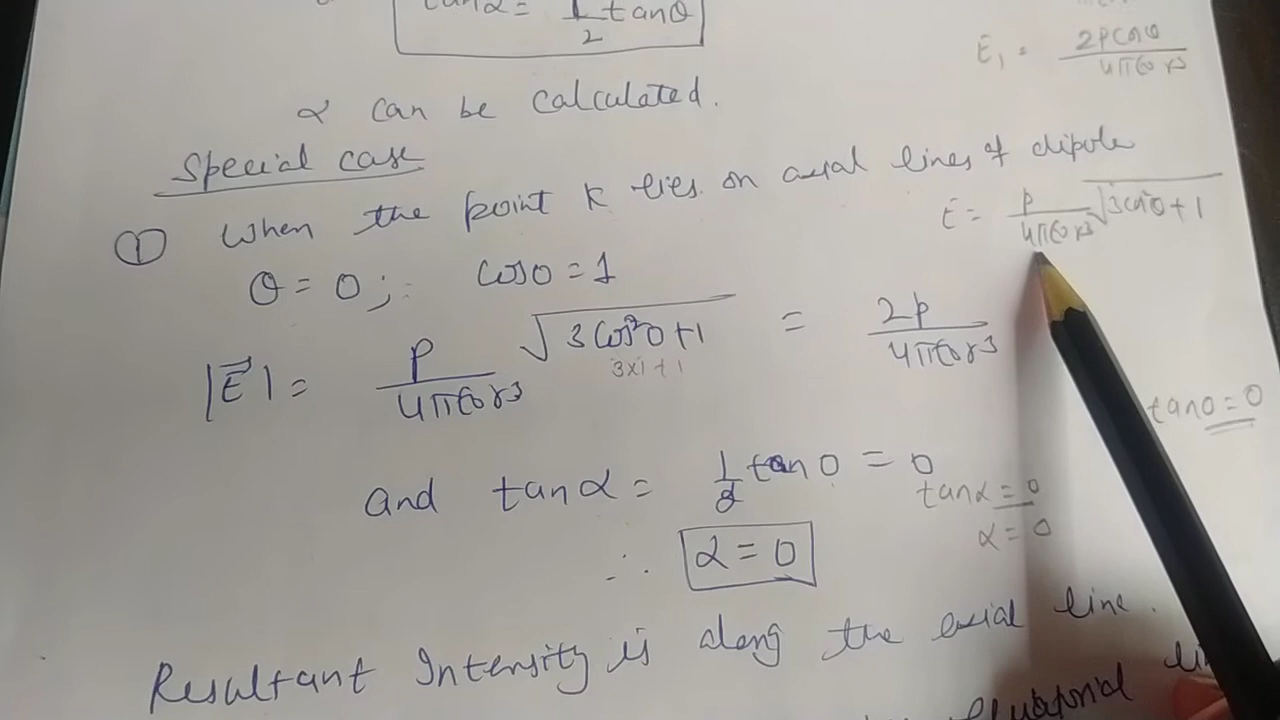 tanα = 1/2 tanθ
E₁ = 2pcosθ / 4πϵ₀r³
α can be calculated.
Special case
① When the point K lies on axial lines of dipole
E = p / 4πϵ₀r³ √3cos²θ + 1
θ = 0 ; cos0 = 1
|E⃗| = p / 4πϵ₀r³ √3cos²0 + 1 = 2p / 4πϵ₀r³
3x1 + 1
tan0 = 0
and tanα = 1/2 tan0 = 0
tanα = 0
∴ α = 0
α = 0
Resultant Intensity is along the axial line.